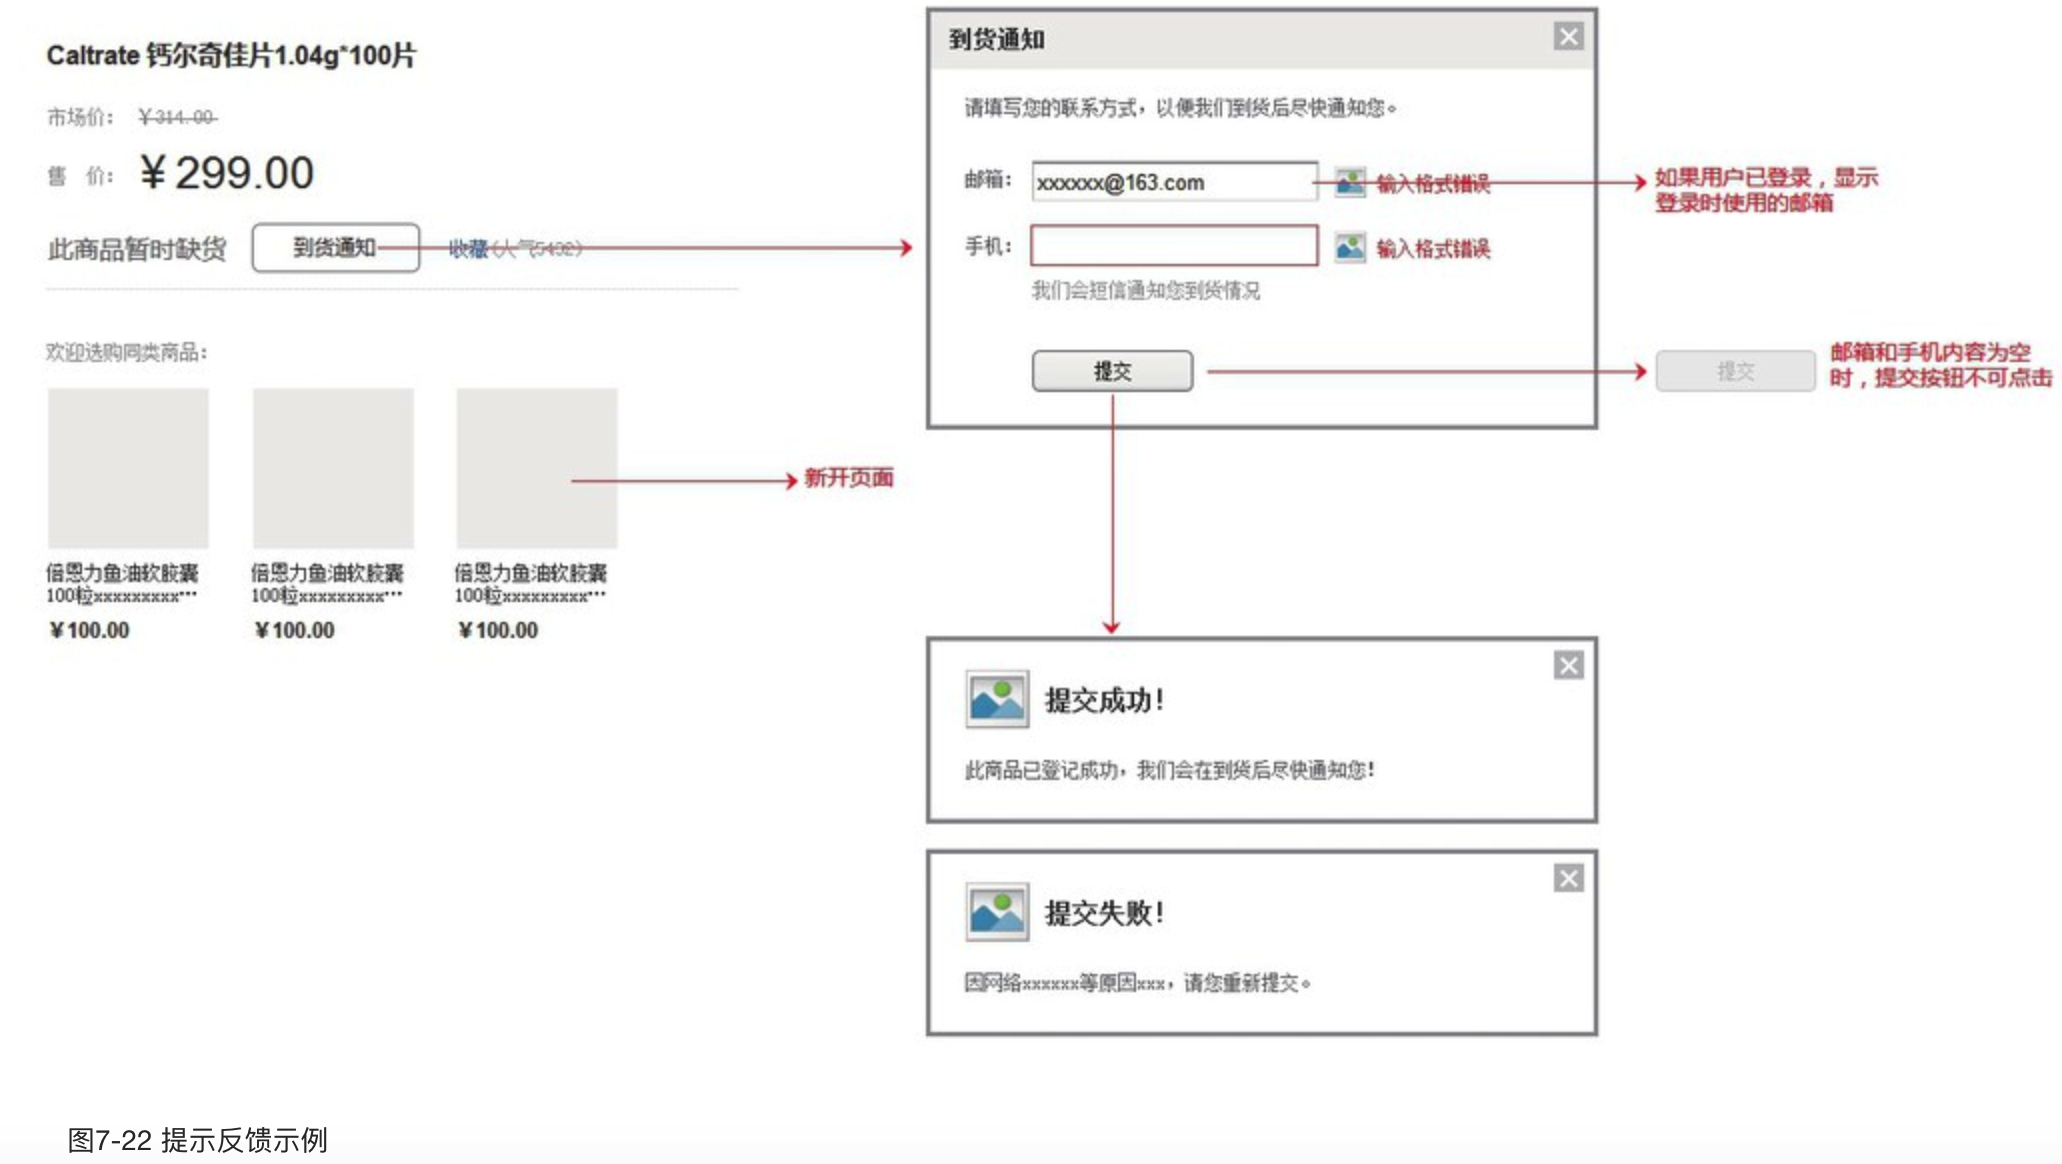 Caltrate 钙尔奇佳片1.04g*100片
市场价： ￥314.00
售 价： ￥299.00
此商品暂时缺货 到货通知 收藏(人气5402)
欢迎选购同类商品：
新开页面
倍恩力鱼油软胶囊
100粒xxxxxxxxx…
￥100.00
倍恩力鱼油软胶囊
100粒xxxxxxxxx…
￥100.00
倍恩力鱼油软胶囊
100粒xxxxxxxxx…
￥100.00
到货通知
请填写您的联系方式，以便我们到货后尽快通知您。
邮箱： xxxxxx@163.com 输入格式错误
如果用户已登录，显示
登录时使用的邮箱
手机： 输入格式错误
我们会短信通知您到货情况
提交
提交
邮箱和手机内容为空
时，提交按钮不可点击
提交成功！
此商品已登记成功，我们会在到货后尽快通知您！
提交失败！
因网络xxxxxx等原因xxx，请您重新提交。
图7-22 提示反馈示例